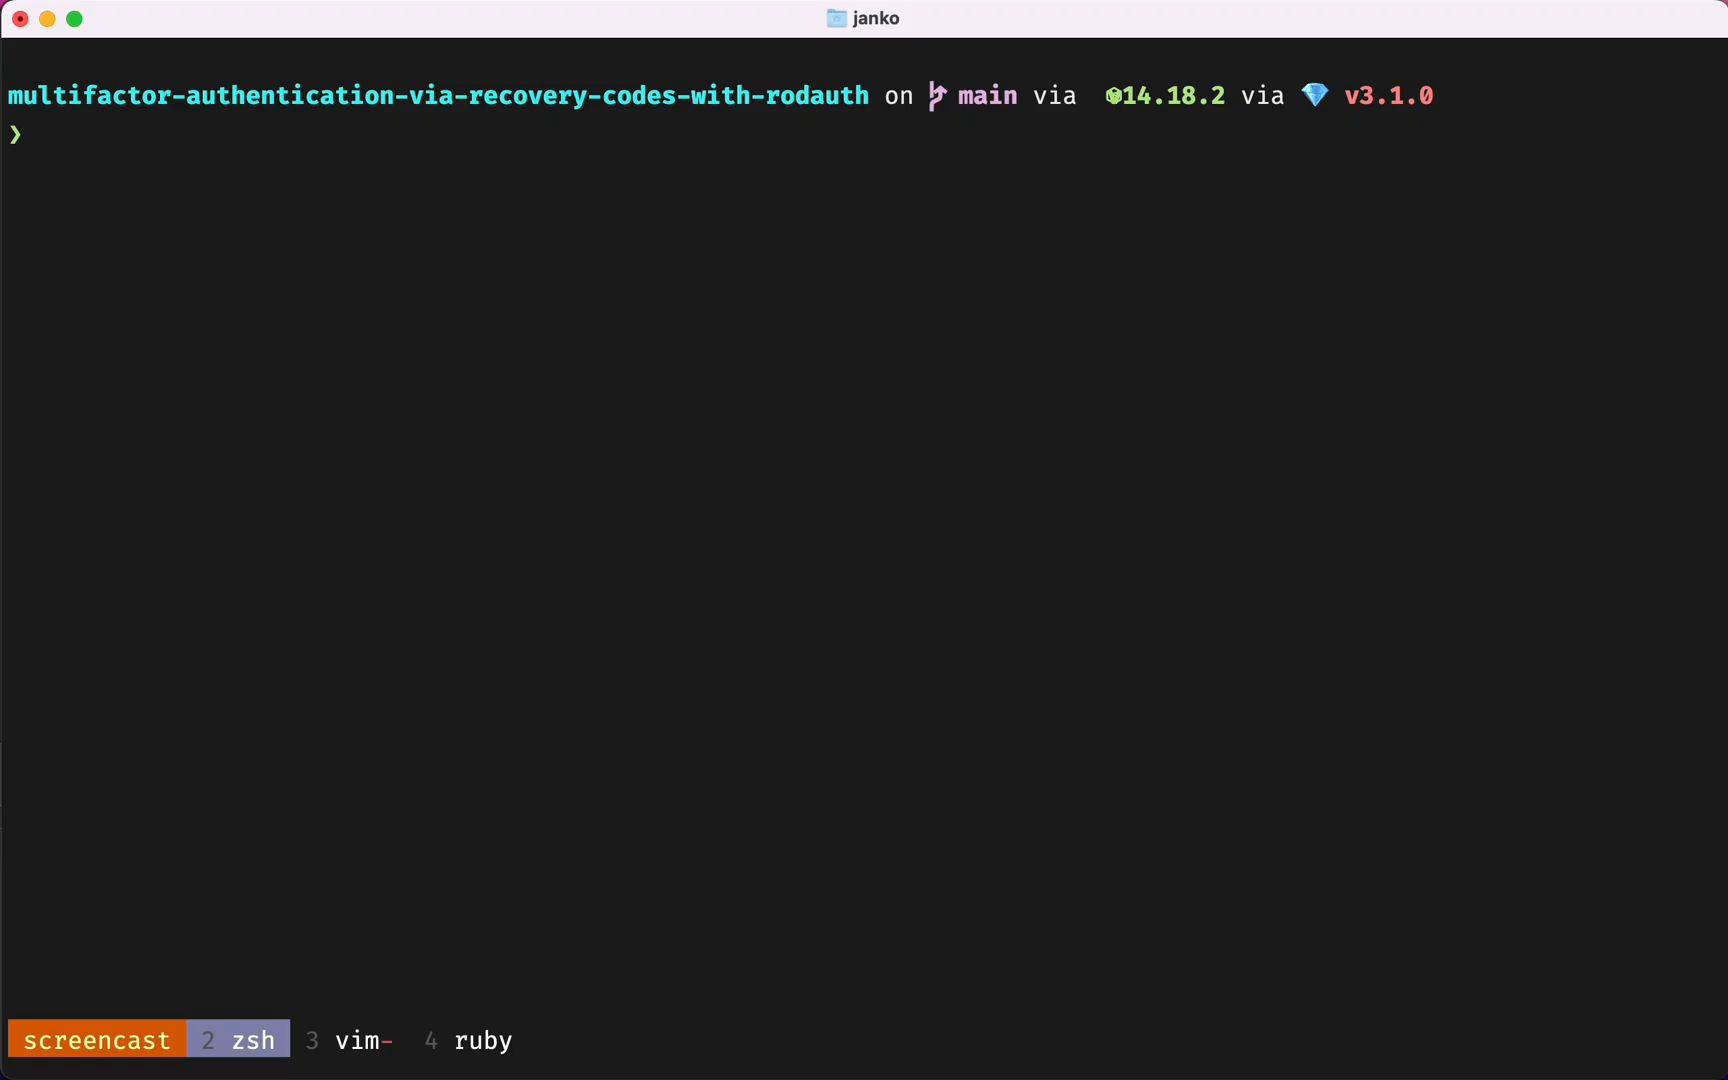 janko
multifactor-authentication-via-recovery-codes-with-rodauth on main via 14.18.2 via 💎 v3.1.0
❯
screencast 2 zsh 3 vim- 4 ruby